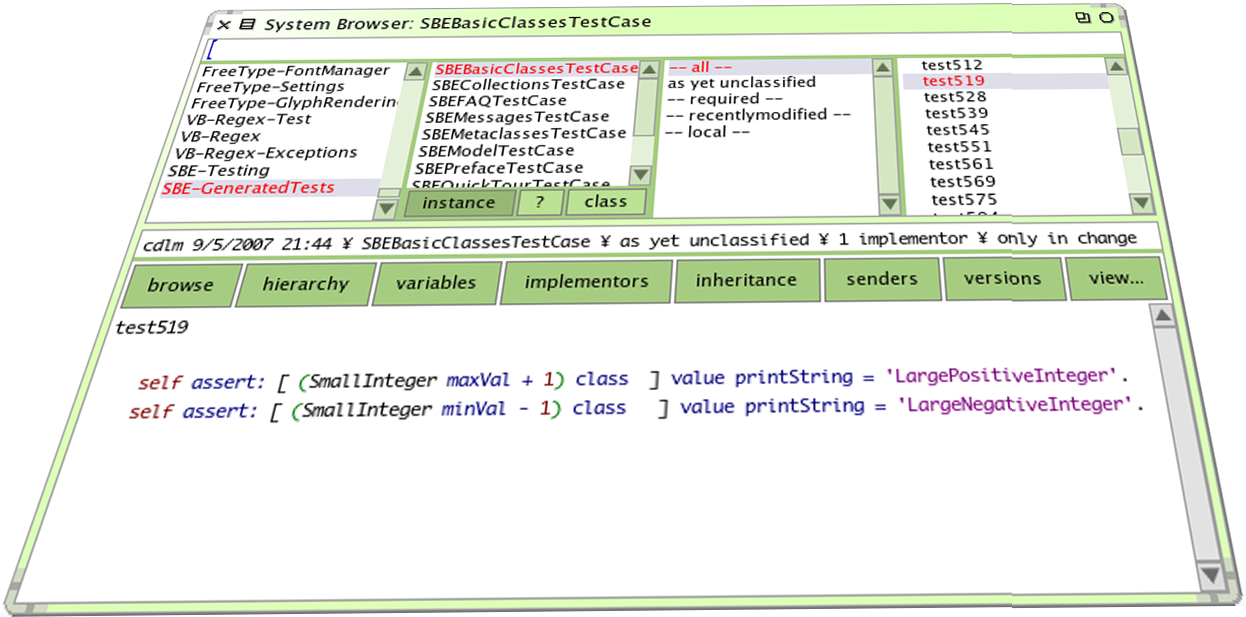 System Browser: SBEBasicClassesTestCase
FreeType-FontManager
FreeType-Settings
FreeType-GlyphRenderin
VB-Regex-Test
VB-Regex
VB-Regex-Exceptions
SBE-Testing
SBE-GeneratedTests
SBEBasicClassesTestCase
SBECollectionsTestCase
SBEFAQTestCase
SBEMessagesTestCase
SBEMetaclassesTestCase
SBEModelTestCase
SBEPrefaceTestCase
SBEQuickTourTestCase
instance ? class
-- all --
as yet unclassified
-- required --
-- recentlymodified --
-- local --
test512
test519
test528
test539
test545
test551
test561
test569
test575
cdlm 9/5/2007 21:44 ¥ SBEBasicClassesTestCase ¥ as yet unclassified ¥ 1 implementor ¥ only in change
browse hierarchy variables implementors inheritance senders versions view...
test519
self assert: [ (SmallInteger maxVal + 1) class ] value printString = 'LargePositiveInteger'.
self assert: [ (SmallInteger minVal - 1) class ] value printString = 'LargeNegativeInteger'.